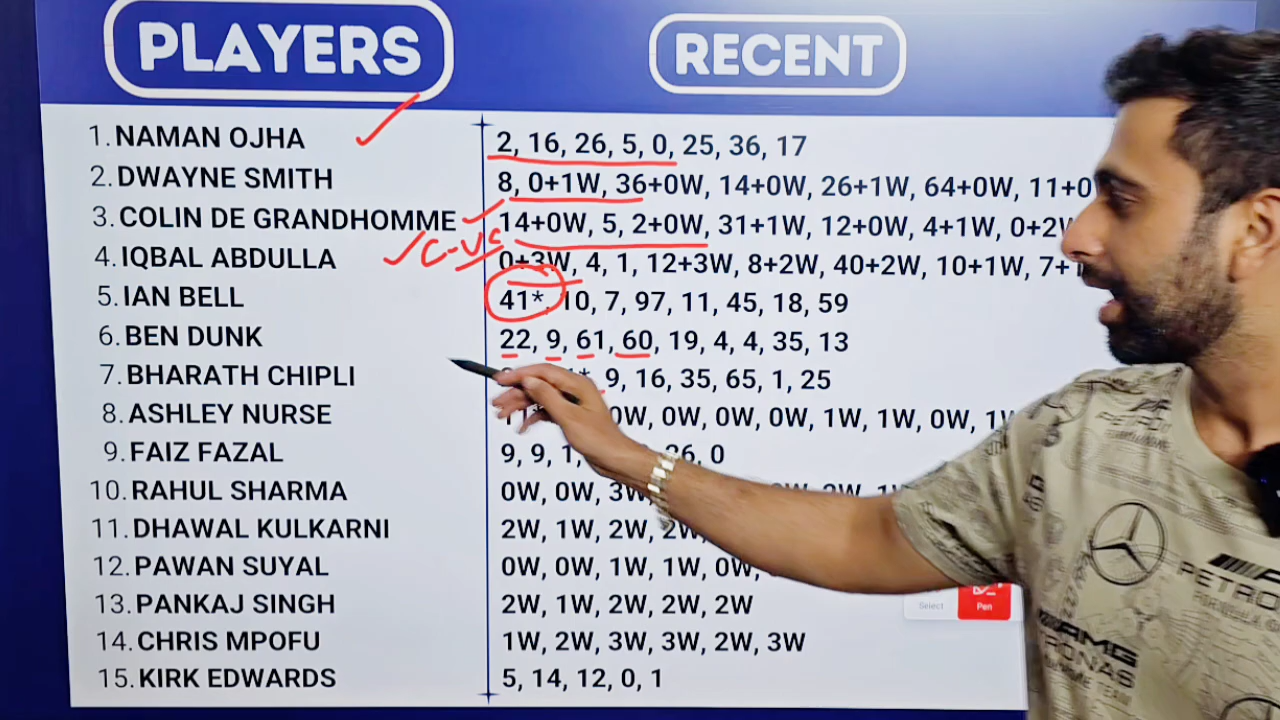 PLAYERS
RECENT
1. NAMAN OJHA 2, 16, 26, 5, 0, 25, 36, 17
2. DWAYNE SMITH 8, 0+1W, 36+0W, 14+0W, 26+1W, 64+0W, 11+0
3. COLIN DE GRANDHOMME 14+0W, 5, 2+0W, 31+1W, 12+0W, 4+1W, 0+2W
C-VC
4. IQBAL ABDULLA 0+3W, 4, 1, 12+3W, 8+2W, 40+2W, 10+1W, 7+1
5. IAN BELL 41*, 10, 7, 97, 11, 45, 18, 59
6. BEN DUNK 22, 9, 61, 60, 19, 4, 4, 35, 13
7. BHARATH CHIPLI 9, 16, 35, 65, 1, 25
8. ASHLEY NURSE 0W, 0W, 0W, 0W, 1W, 1W, 0W, 1W
9. FAIZ FAZAL 9, 9, 1, 26, 0
10. RAHUL SHARMA 0W, 0W, 3W
11. DHAWAL KULKARNI 2W, 1W, 2W, 2W
12. PAWAN SUYAL 0W, 0W, 1W, 1W, 0W,
13. PANKAJ SINGH 2W, 1W, 2W, 2W, 2W
14. CHRIS MPOFU 1W, 2W, 3W, 3W, 2W, 3W
15. KIRK EDWARDS 5, 14, 12, 0, 1
Select Pen
PETRO
AMG
PETRONAS